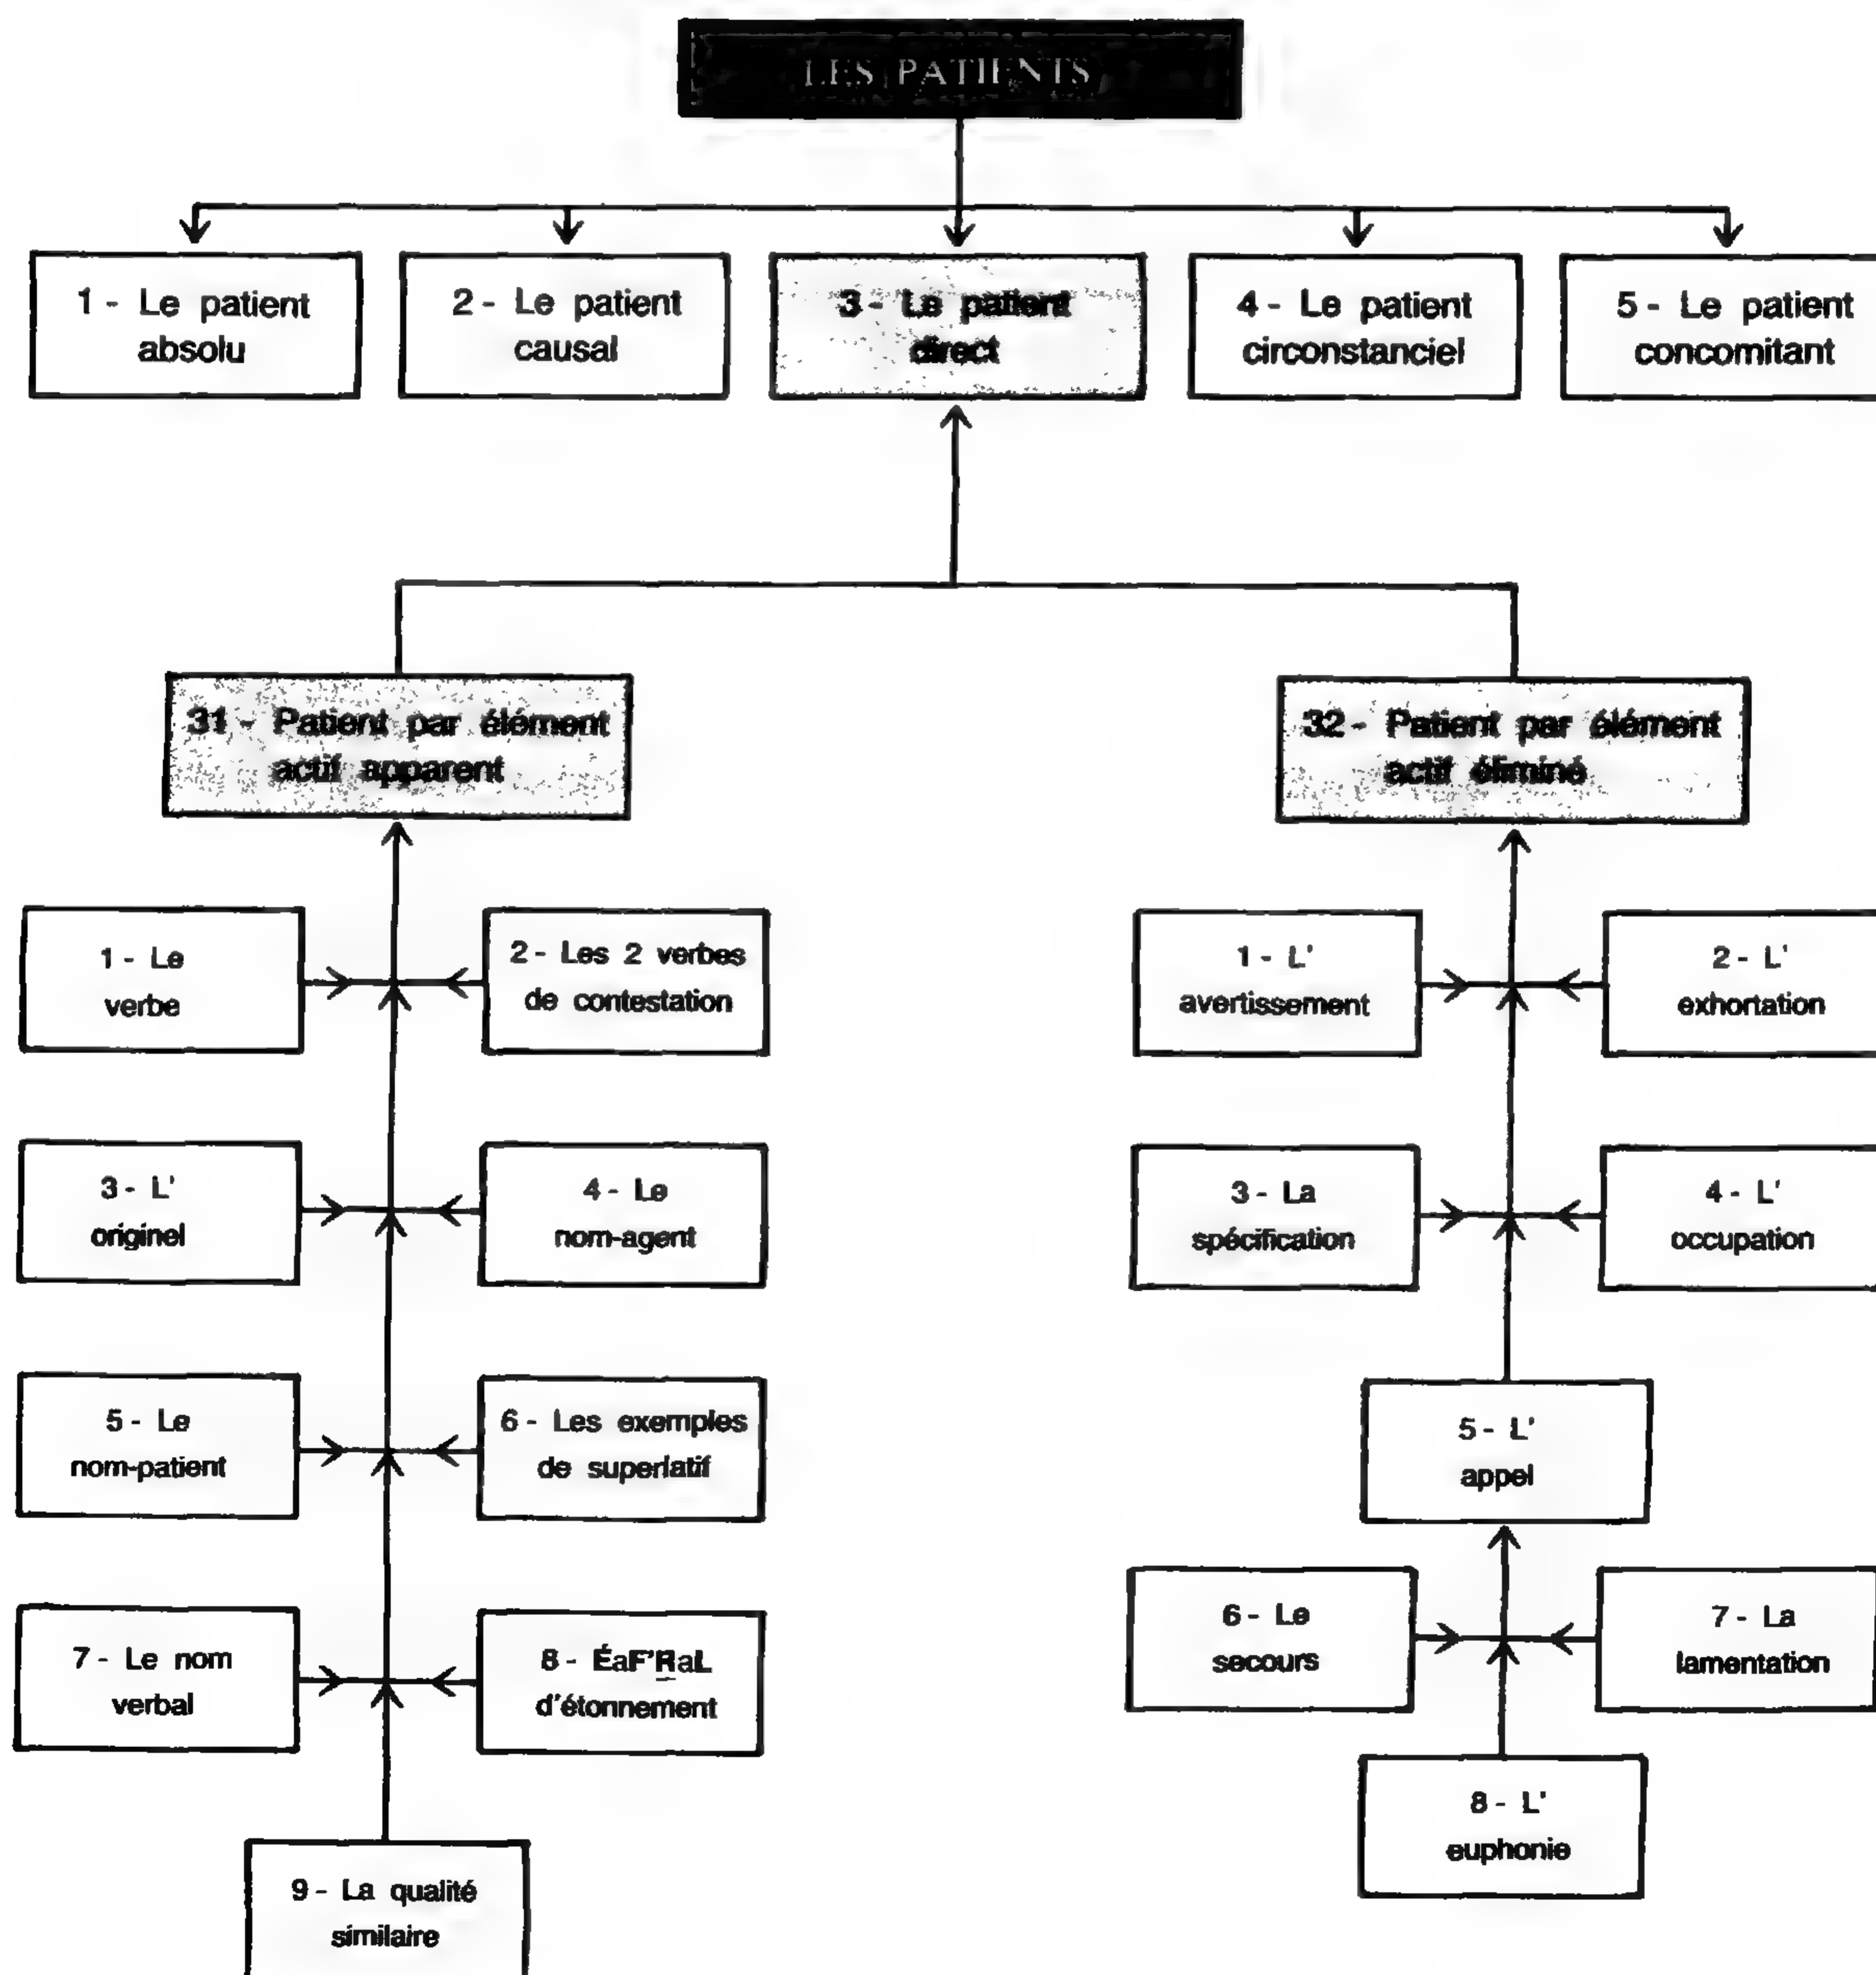 LES PATIENTS
1 - Le patient
absolu
2 - Le patient
causal
3 - Le patient
direct
4 - Le patient
circonstanciel
5 - Le patient
concomitant
31 - Patient par élément
actif apparent
32 - Patient par élément
actif éliminé
1 - Le
verbe
2 - Les 2 verbes
de contestation
3 - L'
originel
4 - Le
nom-agent
5 - Le
nom-patient
6 - Les exemples
de superlatif
7 - Le nom
verbal
8 - ÉaF'RaL
d'étonnement
9 - La qualité
similaire
1 - L'
avertissement
2 - L'
exhortation
3 - La
spécification
4 - L'
occupation
5 - L'
appel
6 - Le
secours
7 - La
lamentation
8 - L'
euphonie